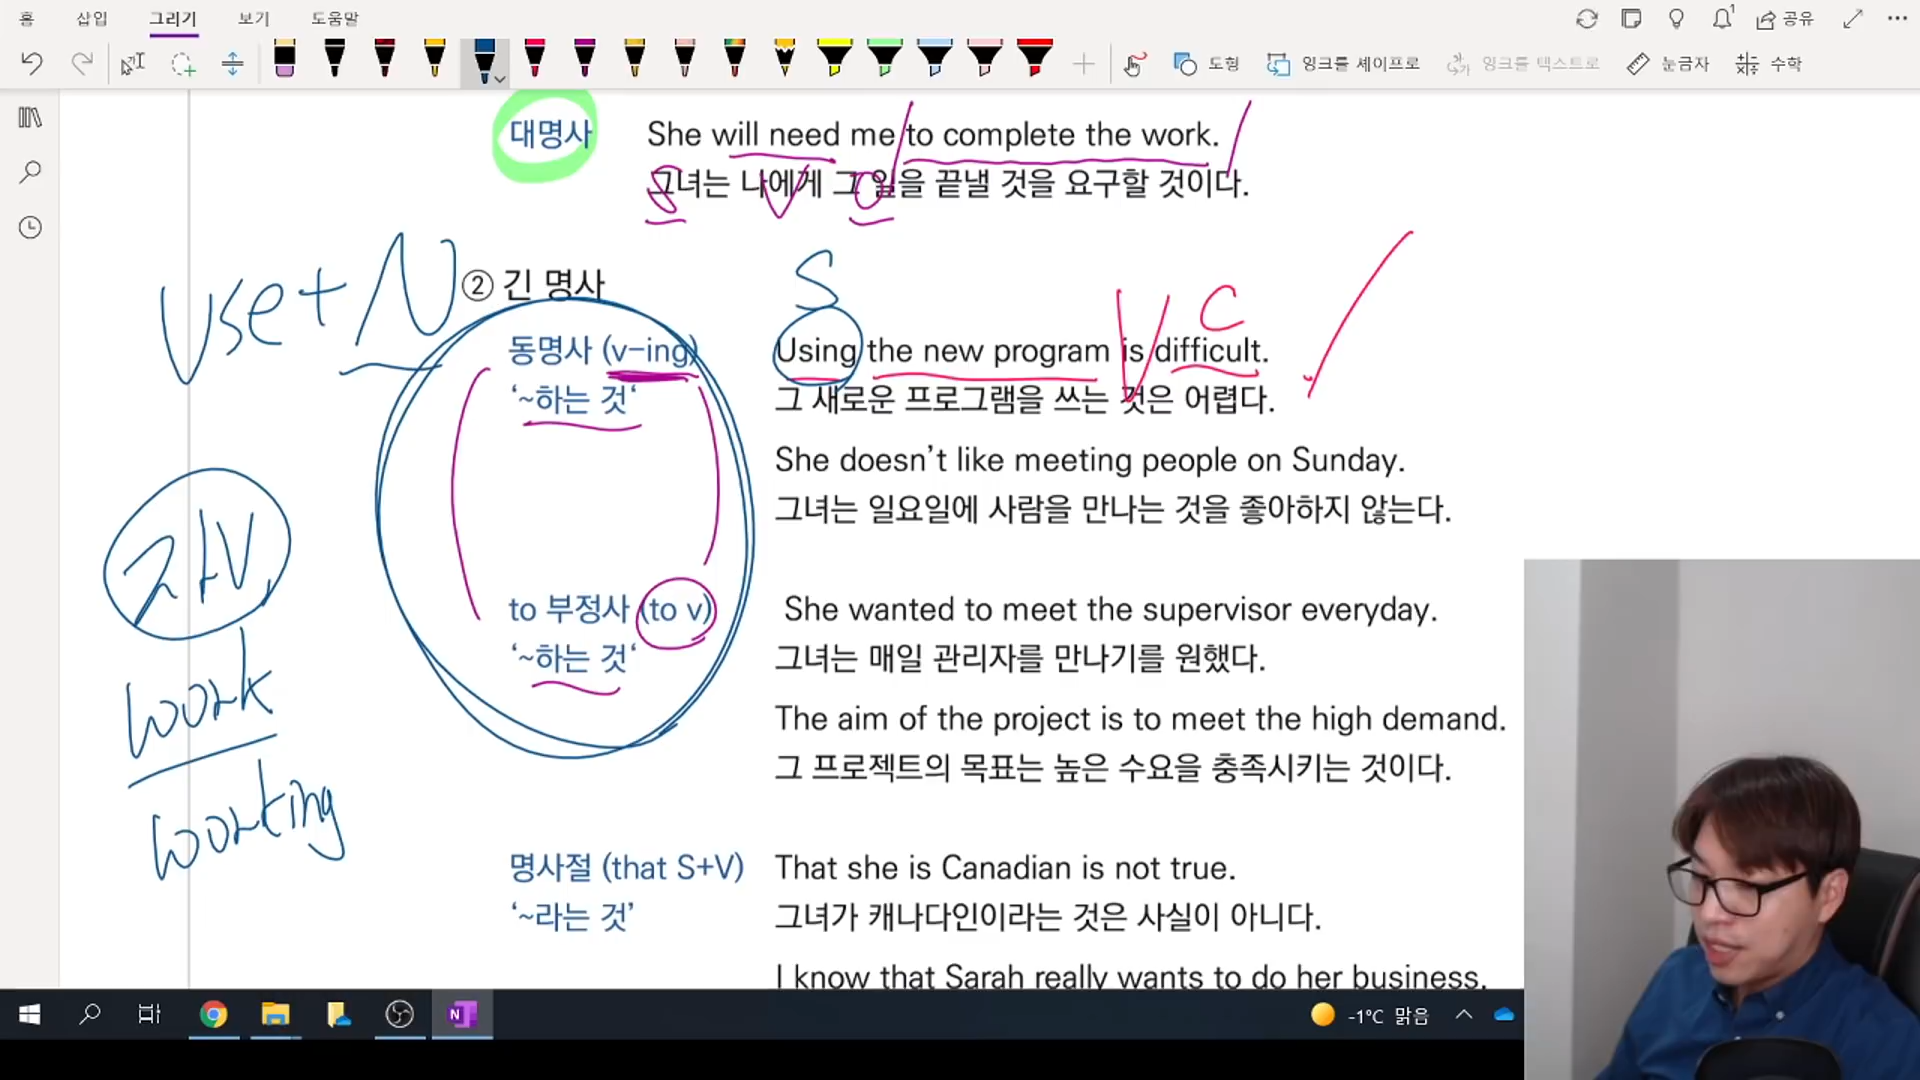 홈 삽입 그리기 보기 도움말 1 공유
도형 잉크를 셰이프로 잉크를 텍스트로 눈금자 수학
대명사 She will need me to complete the work.
그녀는 나에게 그 일을 끝낼 것을 요구할 것이다.
S V O
use + N
② 긴 명사
S
V C
동명사 (v-ing) Using the new program is difficult.
‘~하는 것‘ 그 새로운 프로그램을 쓰는 것은 어렵다.
She doesn’t like meeting people on Sunday.
그녀는 일요일에 사람을 만나는 것을 좋아하지 않는다.
to 부정사 (to v) She wanted to meet the supervisor everyday.
‘~하는 것‘ 그녀는 매일 관리자를 만나기를 원했다.
work
The aim of the project is to meet the high demand.
그 프로젝트의 목표는 높은 수요을 충족시키는 것이다.
working
명사절 (that S+V) That she is Canadian is not true.
‘~라는 것’ 그녀가 캐나다인이라는 것은 사실이 아니다.
I know that Sarah really wants to do her business.
N -1°C 맑음